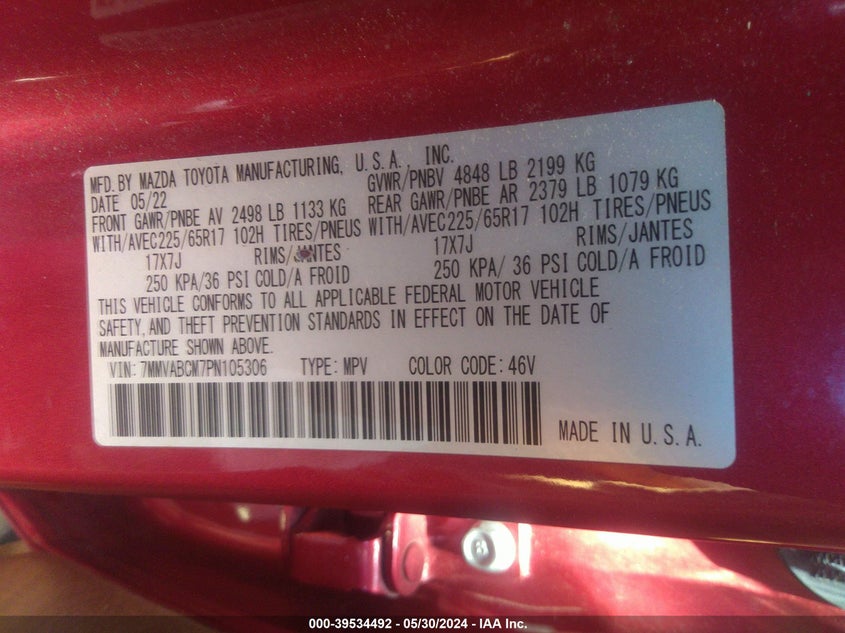 MFD.BY MAZDA TOYOTA MANUFACTURING, U.S.A., INC.
DATE 05/22 GVWR/PNBV 4848 LB 2199 KG
FRONT GAWR/PNBE AV 2498 LB 1133 KG REAR GAWR/PNBE AR 2379 LB 1079 KG
WITH/AVEC225/65R17 102H TIRES/PNEUS WITH/AVEC225/65R17 102H TIRES/PNEUS
17X7J RIMS/JANTES 17X7J RIMS/JANTES
250 KPA/36 PSI COLD/A FROID 250 KPA/ 36 PSI COLD/A FROID
THIS VEHICLE CONFORMS TO ALL APPLICABLE FEDERAL MOTOR VEHICLE
SAFETY,AND THEFT PREVENTION STANDARDS IN EFFECT ON THE DATE OF
MANUFACTURE SHOWN ABOVE.
VIN: 7MMVABCM7PN105306 TYPE: MPV COLOR CODE: 46V
MADE IN U.S.A.
000-39534492 - 05/30/2024 - IAA Inc.